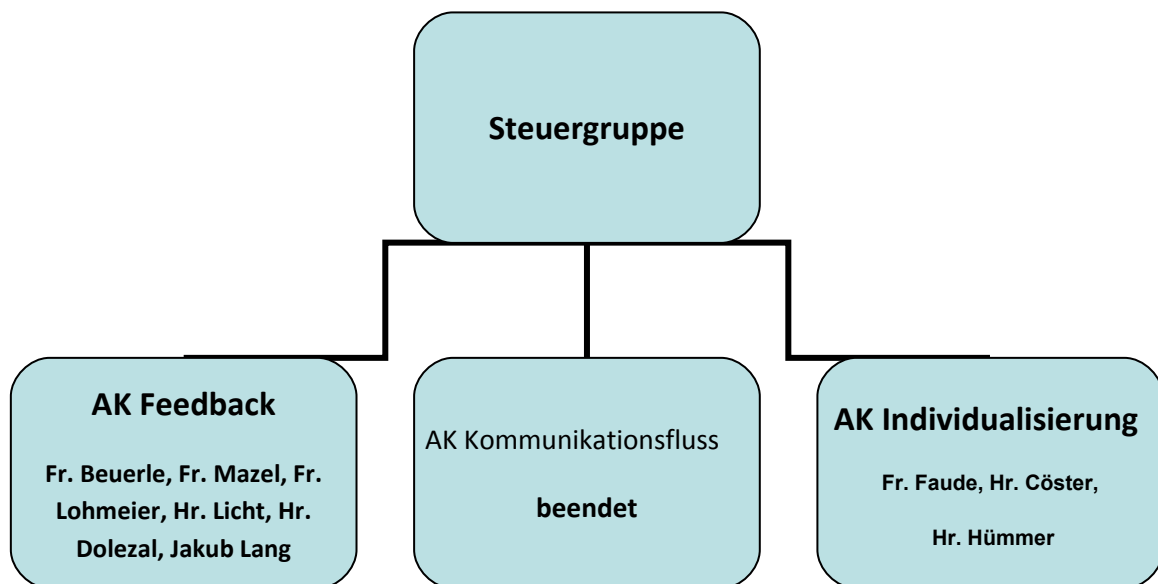 Steuergruppe
AK Feedback
Fr. Beuerle, Fr. Mazel, Fr.
Lohmeier, Hr. Licht, Hr.
Dolezal, Jakub Lang
AK Kommunikationsfluss
beendet
AK Individualisierung
Fr. Faude, Hr. Cöster,
Hr. Hümmer